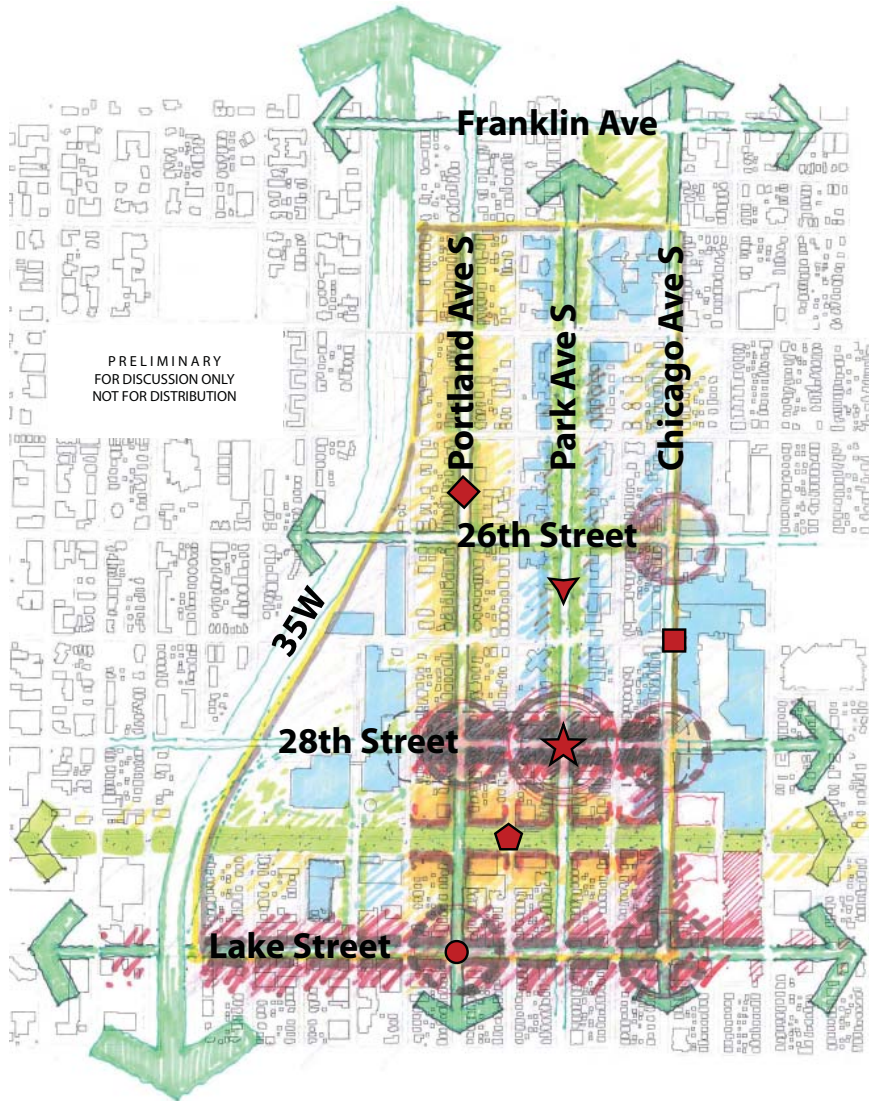 Franklin Ave
Portland Ave S
Park Ave S
Chicago Ave S
PRELIMINARY
FOR DISCUSSION ONLY
NOT FOR DISTRIBUTION
26th Street
35W
28th Street
Lake Street